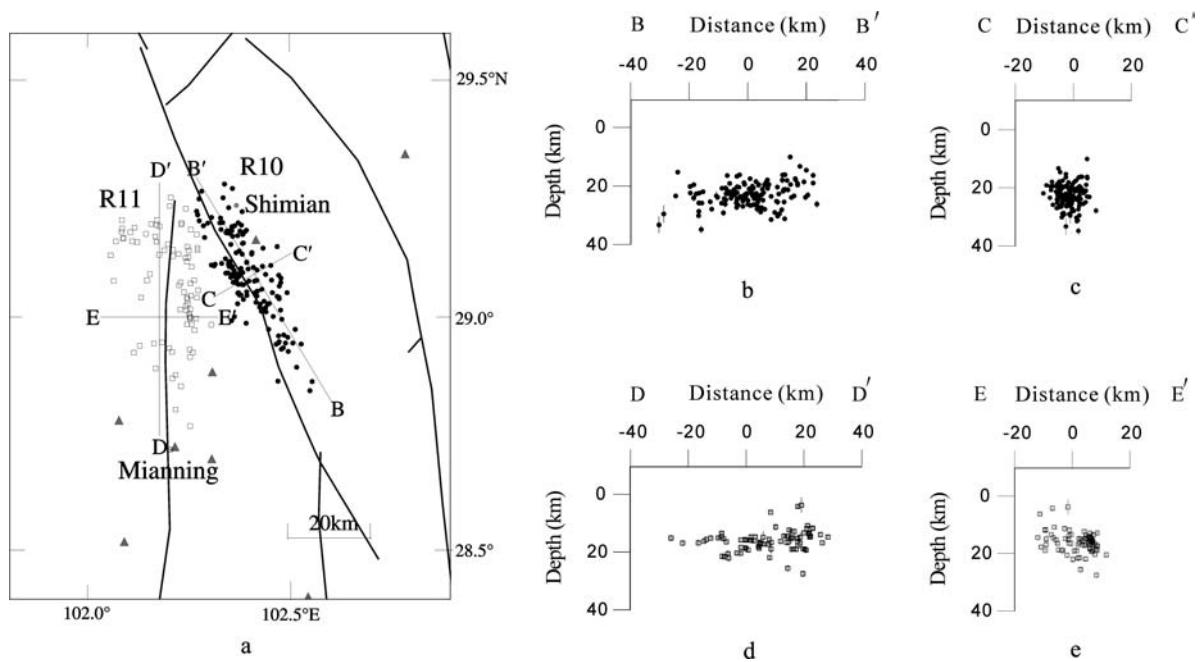 29.5°N
D'
B'
R10
R11
Shimian
C'
C
E
E'
29.0°
B
D
Mianning
20km
28.5°
102.0°
102.5°E
a
B Distance (km) B'
-40 -20 0 20 40
Depth (km)
0
20
40
b
C Distance (km) C"
-20 0 20
Depth (km)
0
20
40
c
D Distance (km) D'
-40 -20 0 20 40
Depth (km)
0
20
40
d
E Distance (km) E'
-20 0 20
Depth (km)
0
20
40
e